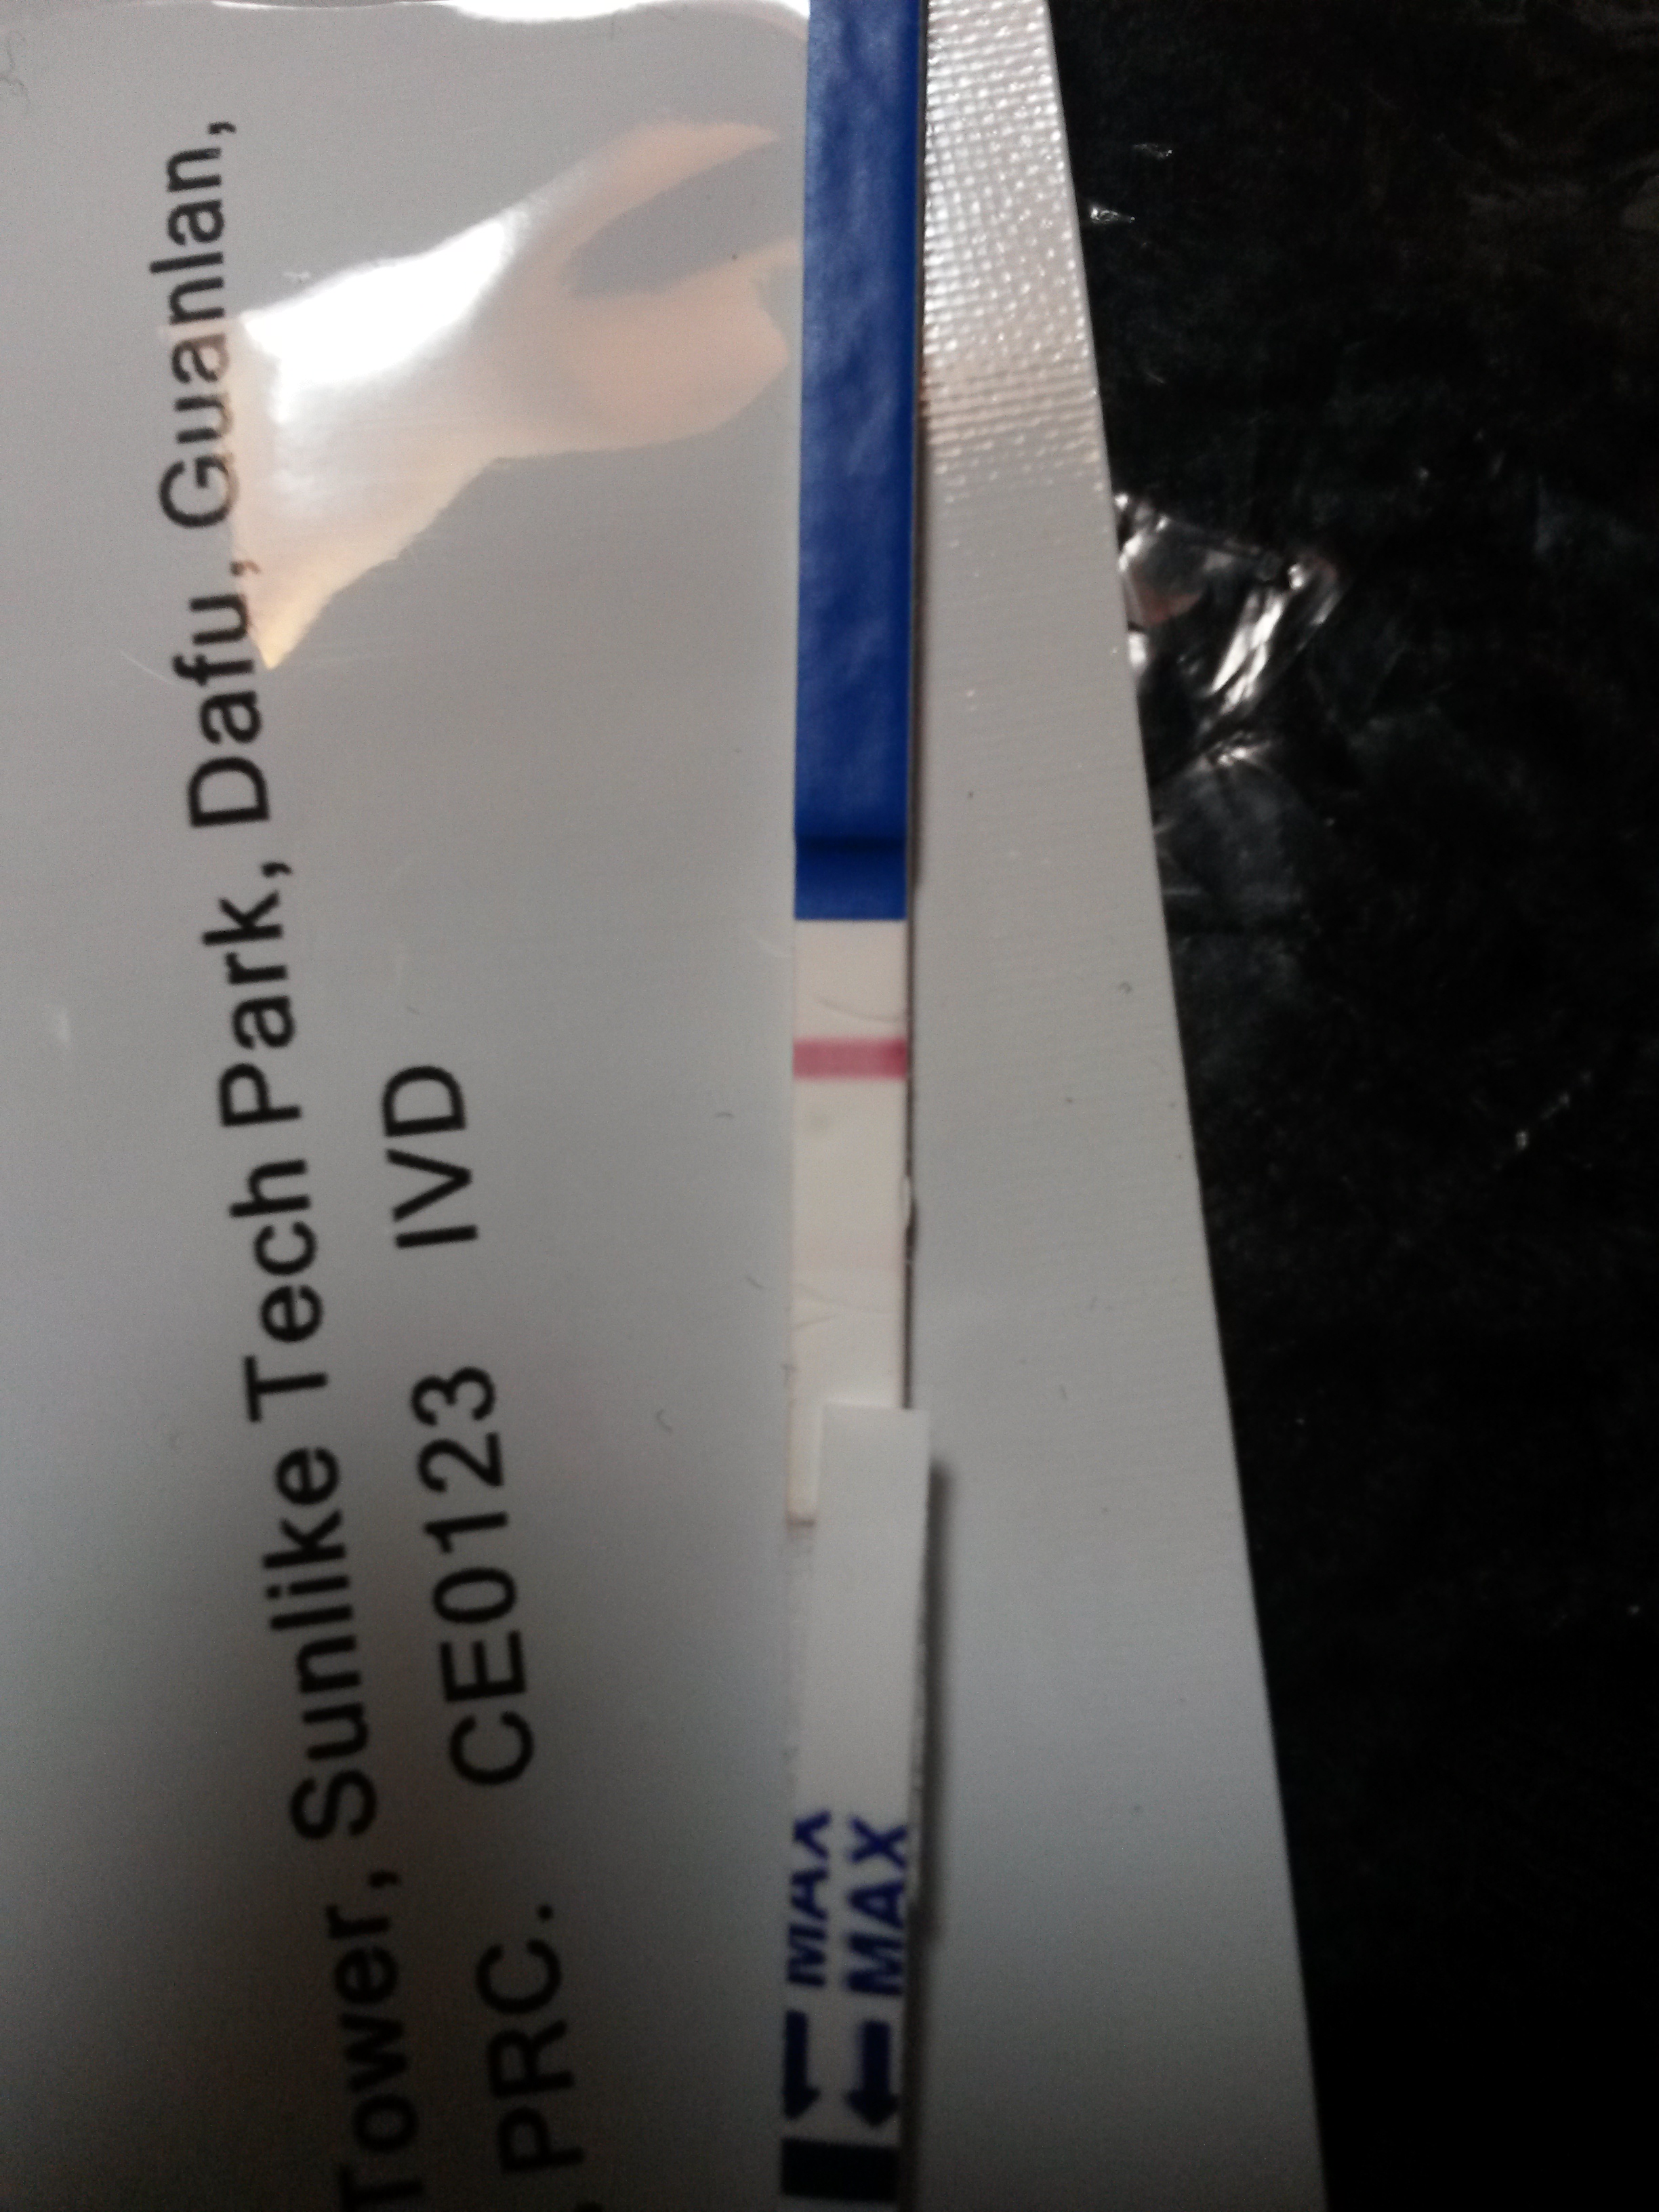 Tower, Sunlike Tech Park, Dafu, Guanlan,
PRC. CE0123 IVD
MAX
MAX